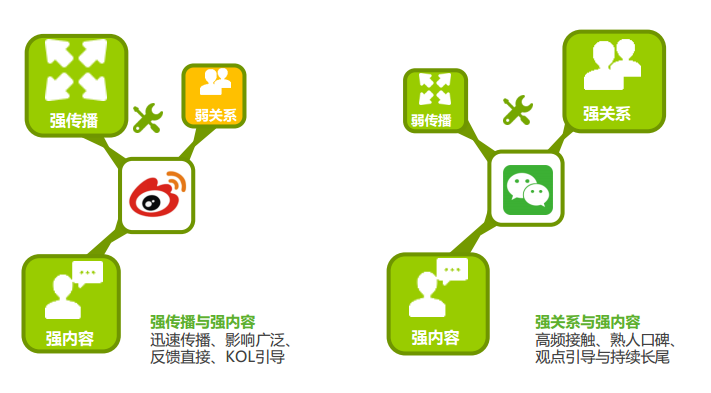 强传播
弱关系
强内容
强传播与强内容
迅速传播、影响广泛、
反馈直接、KOL引导
弱传播
强关系
强内容
强关系与强内容
高频接触、熟人口碑、
观点引导与持续长尾